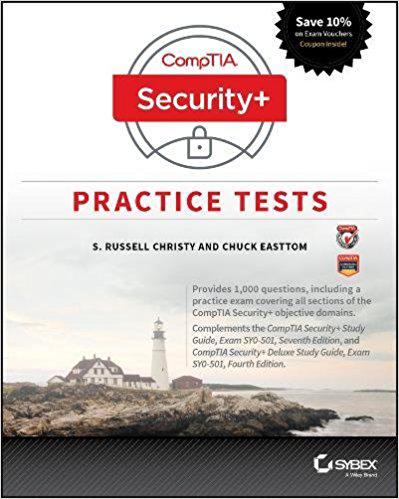 Save 10%
on Exam Vouchers
Coupon Inside!
CompTIA
Security+
PRACTICE TESTS
S. RUSSELL CHRISTY AND CHUCK EASTTOM
CompTIA
CompTIA
Provides 1,000 questions, including a
practice exam covering all sections of the
CompTIA Security+ objective domains.
Complements the CompTIA Security+ Study
Guide, Exam SY0-501, Seventh Edition, and
CompTIA Security+ Deluxe Study Guide, Exam
SY0-501, Fourth Edition.
SYBEX
A Wiley Brand